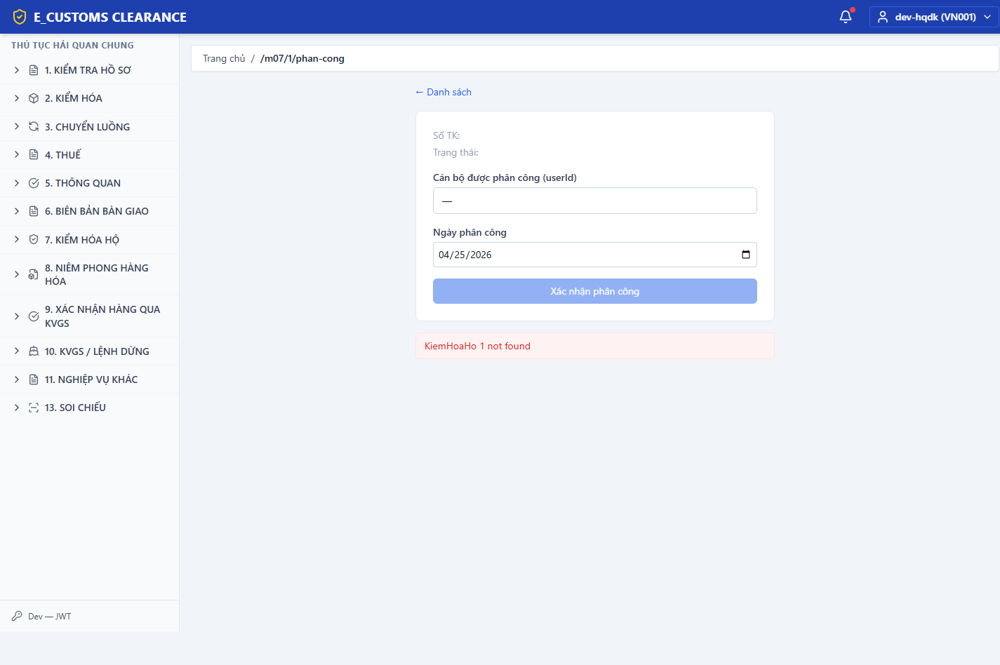 E_CUSTOMS CLEARANCE
dev-hqdk (VN001)
THỦ TỤC HẢI QUAN CHUNG
1. KIỂM TRA HỒ SƠ
2. KIỂM HÓA
3. CHUYỂN LUỒNG
4. THUẾ
5. THÔNG QUAN
6. BIÊN BẢN BÀN GIAO
7. KIỂM HÓA HỘ
8. NIÊM PHONG HÀNG
HÓA
9. XÁC NHẬN HÀNG QUA
KVGS
10. KVGS / LỆNH DỪNG
11. NGHIỆP VỤ KHÁC
13. SOI CHIẾU
Dev — JWT
Trang chủ / /m07/1/phan-cong
← Danh sách
Số TK:
Trạng thái:
Cán bộ được phân công (userId)
—
Ngày phân công
04/25/2026
Xác nhận phân công
KiemHoaHo 1 not found